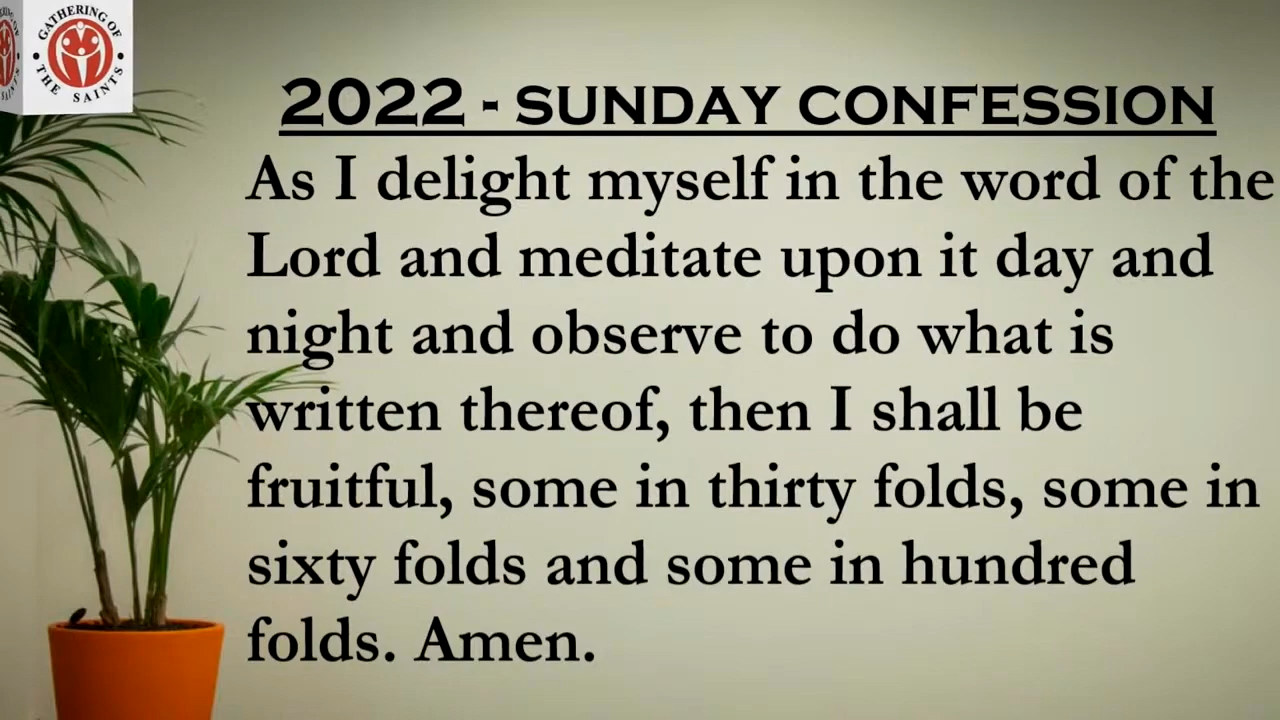 GATHERING OF
THE SAINTS
2022 - SUNDAY CONFESSION
As I delight myself in the word of the
Lord and meditate upon it day and
night and observe to do what is
written thereof, then I shall be
fruitful, some in thirty folds, some in
sixty folds and some in hundred
folds. Amen.